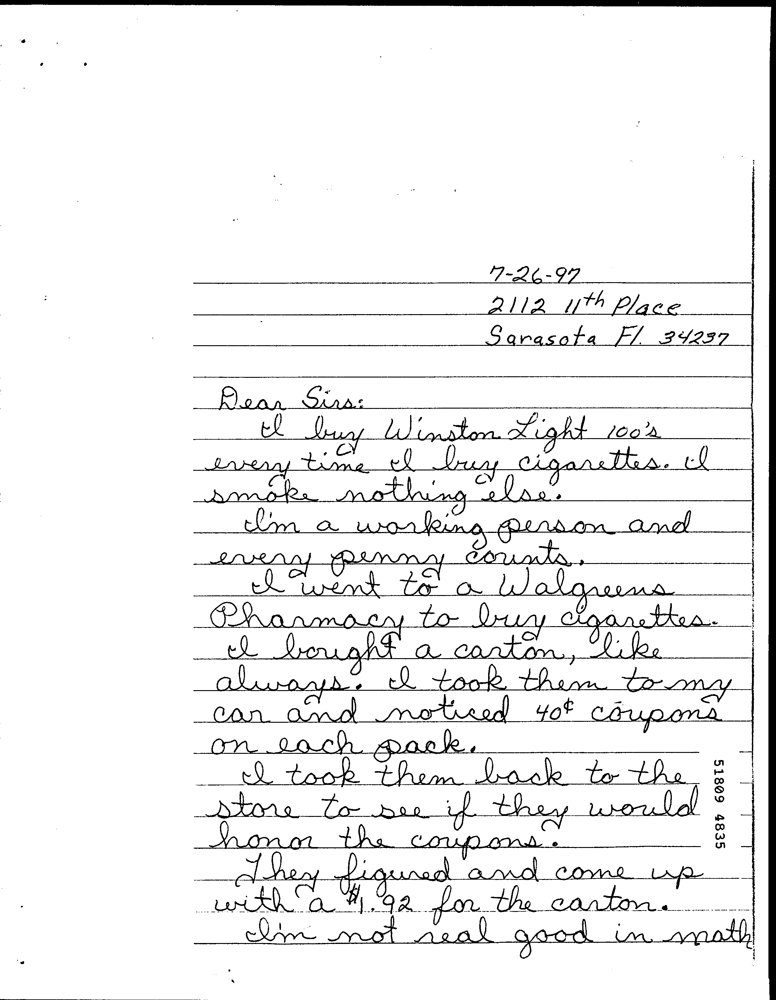 7-26-97
2112 11th Place
Sarasota Fl. 34237
Dear Sirs:
I buy Winston Light 100's
every time I buy cigarettes. I
smoke nothing else.
I'm a working person and
every penny counts.
I went to a Walgreens
Pharmacy to buy cigarettes.
I bought a carton, like
always. I took them to my
car and noticed 40¢ coupons
on each pack.
I took them back to the
store to see if they would
honor the coupons.
They figured and come up
with a $1.92 for the carton.
I'm not real good in math
51809 4835